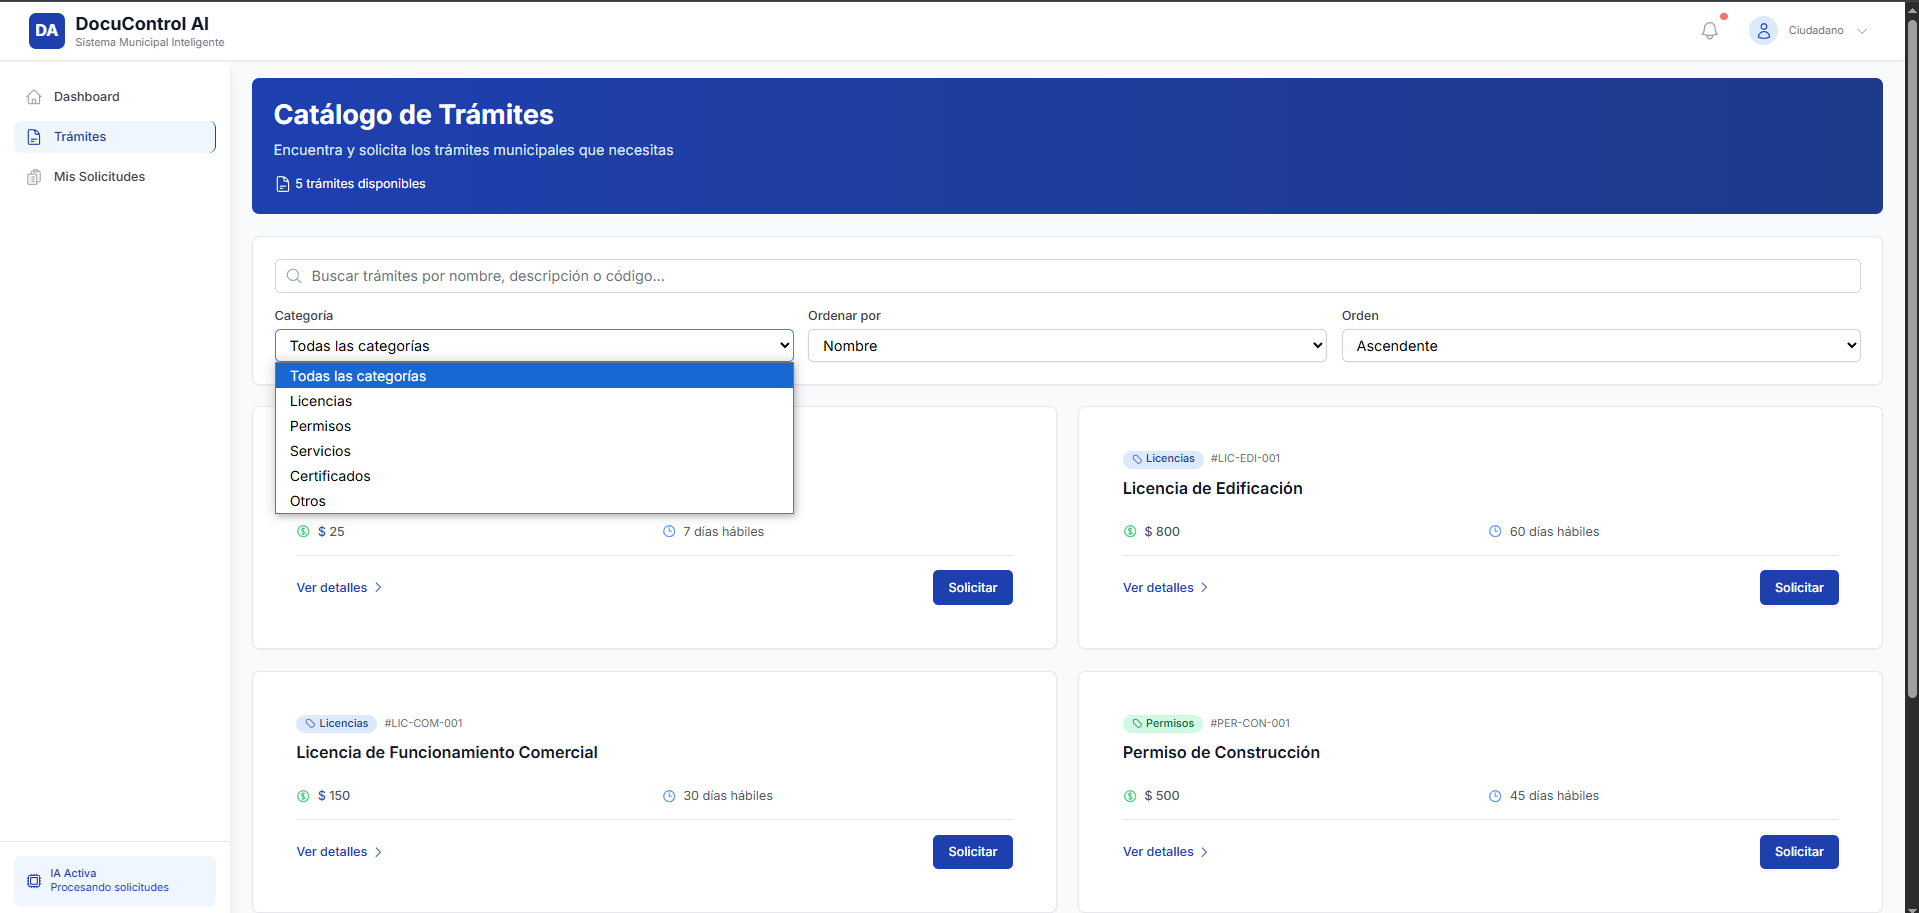 DA
DocuControl AI
Sistema Municipal Inteligente
Ciudadano
Dashboard
Trámites
Mis Solicitudes
Catálogo de Trámites
Encuentra y solicita los trámites municipales que necesitas
5 trámites disponibles
Buscar trámites por nombre, descripción o código...
Categoría
Ordenar por
Orden
Todas las categorías
Nombre
Ascendente
Todas las categorías
Licencias
Permisos
Servicios
Certificados
Otros
$ 25
7 días hábiles
Ver detalles
Solicitar
Licencias #LIC-EDI-001
Licencia de Edificación
$ 800
60 días hábiles
Ver detalles
Solicitar
Licencias #LIC-COM-001
Licencia de Funcionamiento Comercial
$ 150
30 días hábiles
Ver detalles
Solicitar
Permisos #PER-CON-001
Permiso de Construcción
$ 500
45 días hábiles
Ver detalles
Solicitar
IA Activa
Procesando solicitudes